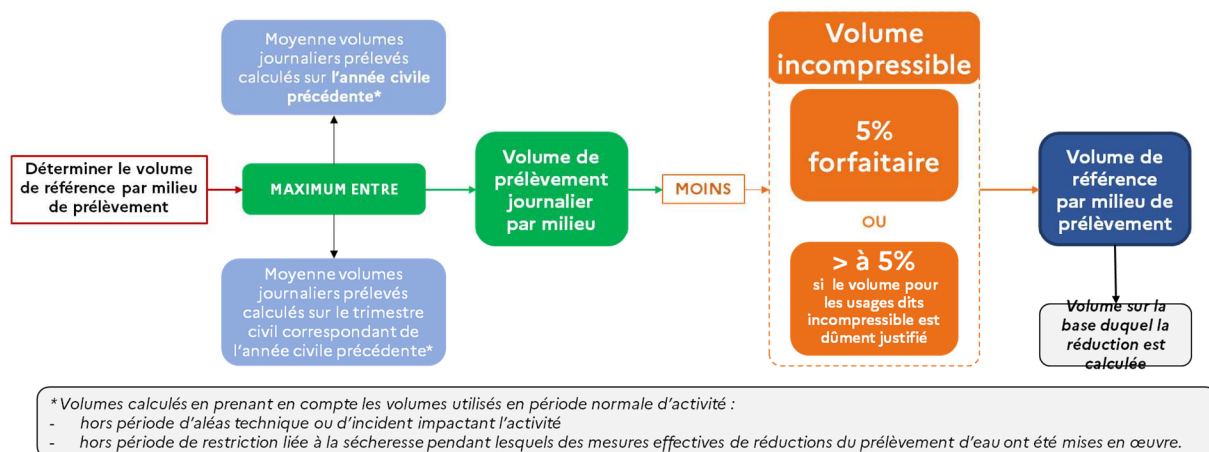 Déterminer le volume
de référence par milieu
de prélèvement
Moyenne volumes
journaliers prélevés
calculés sur l'année civile
précédente*
MAXIMUM ENTRE
Moyenne volumes
journaliers prélevés
calculés sur le trimestre
civil correspondant de
l'année civile précédente*
Volume de
prélèvement
journalier
par milieu
MOINS
Volume
incompressible
5%
forfaitaire
OU
> à 5%
si le volume pour
les usages dits
incompressible est
dûment justifié
Volume de
référence
par milieu de
prélèvement
Volume sur la
base duquel la
réduction est
calculée
*Volumes calculés en prenant en compte les volumes utilisés en période normale d'activité :
- hors période d'aléas technique ou d'incident impactant l'activité
- hors période de restriction liée à la sécheresse pendant lesquels des mesures effectives de réductions du prélèvement d'eau ont été mises en œuvre.